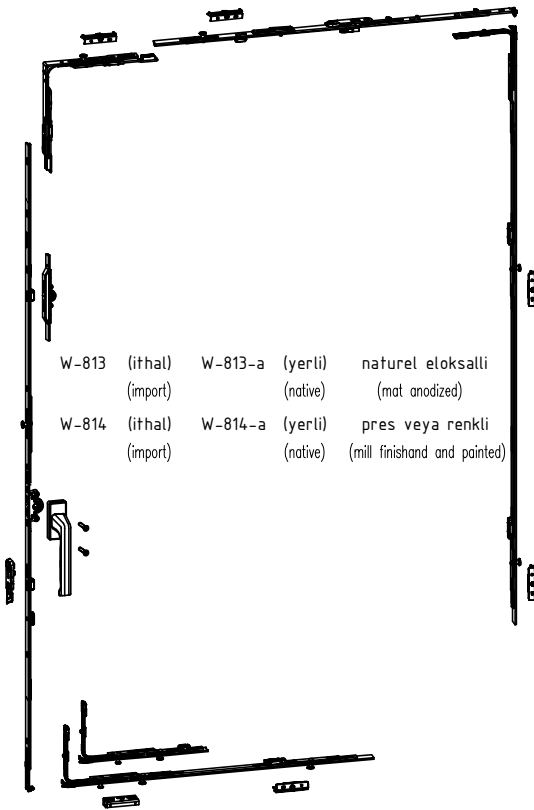 W-813 (ithal) W-813-a (yerli) naturel eloksalli
(import) (native) (mat anodized)
W-814 (ithal) W-814-a (yerli) pres veya renkli
(import) (native) (mill finishand and painted)